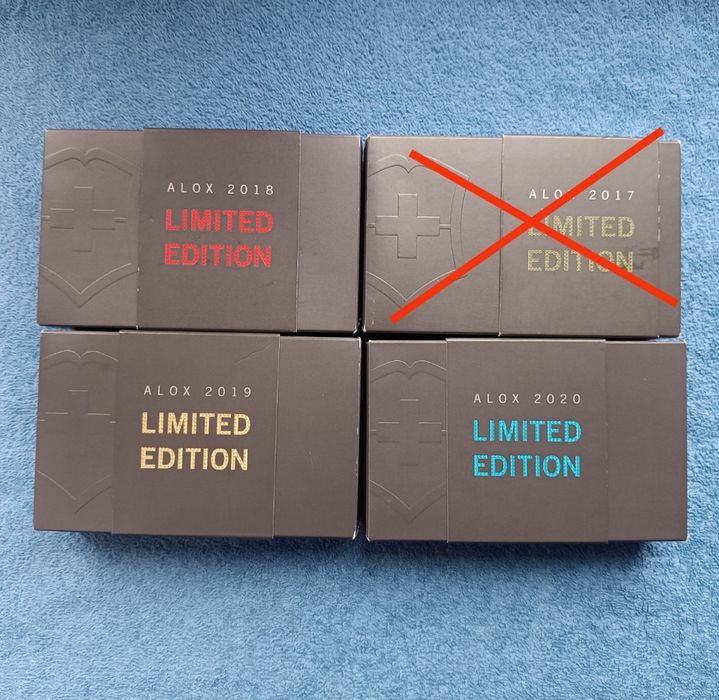 ALOX 2018
LIMITED
EDITION
ALOX 2017
LIMITED
EDITION
ALOX 2019
LIMITED
EDITION
ALOX 2020
LIMITED
EDITION